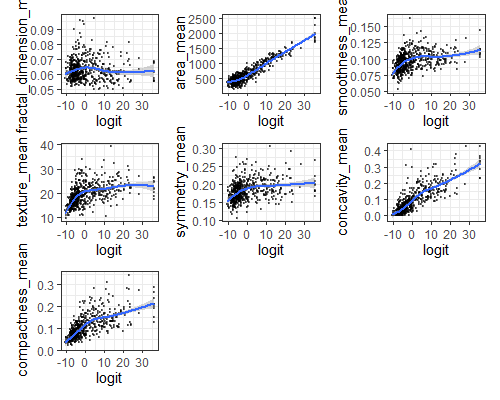 fractal_dimension_m
0.09
0.08
0.07
0.06
0.05
-10 0 10 20 30
logit
area_mean
2500
2000
1500
1000
500
-10 0 10 20 30
logit
smoothness_mean
0.150
0.125
0.100
0.075
0.050
-10 0 10 20 30
logit
texture_mean
40
30
20
10
-10 0 10 20 30
logit
symmetry_mean
0.30
0.25
0.20
0.15
0.10
-10 0 10 20 30
logit
concavity_mean
0.4
0.3
0.2
0.1
0.0
-10 0 10 20 30
logit
compactness_mean
0.3
0.2
0.1
0.0
-10 0 10 20 30
logit